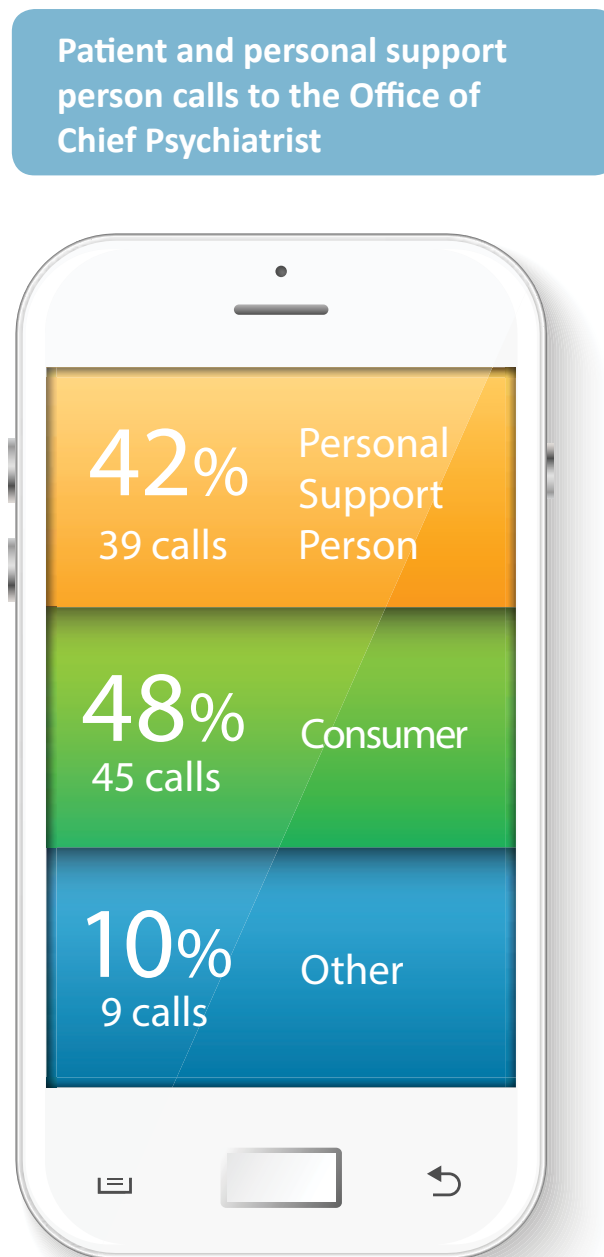 Patient and personal support
person calls to the Office of
Chief Psychiatrist
42%
39 calls
Personal
Support
Person
48%
45 calls
Consumer
10%
9 calls
Other